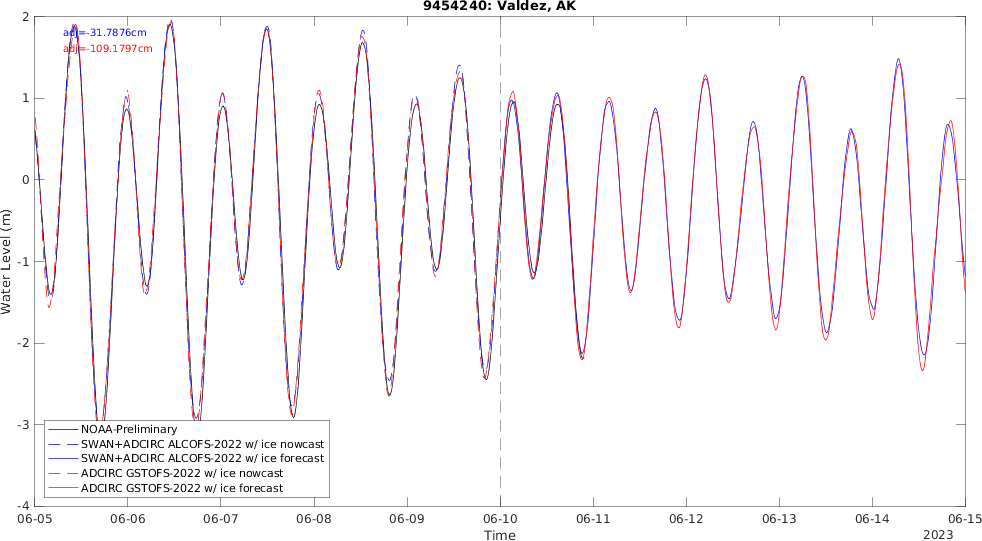 9454240: Valdez, AK
adj=-31.7876cm
adj=-109.1797cm
Water Level (m)
2
1
0
-1
-2
-3
-4
NOAA-Preliminary
SWAN+ADCIRC ALCOFS-2022 w/ ice nowcast
SWAN+ADCIRC ALCOFS-2022 w/ ice forecast
ADCIRC GSTOFS-2022 w/ ice nowcast
ADCIRC GSTOFS-2022 w/ ice forecast
06-05 06-06 06-07 06-08 06-09 06-10 06-11 06-12 06-13 06-14 06-15
Time
2023